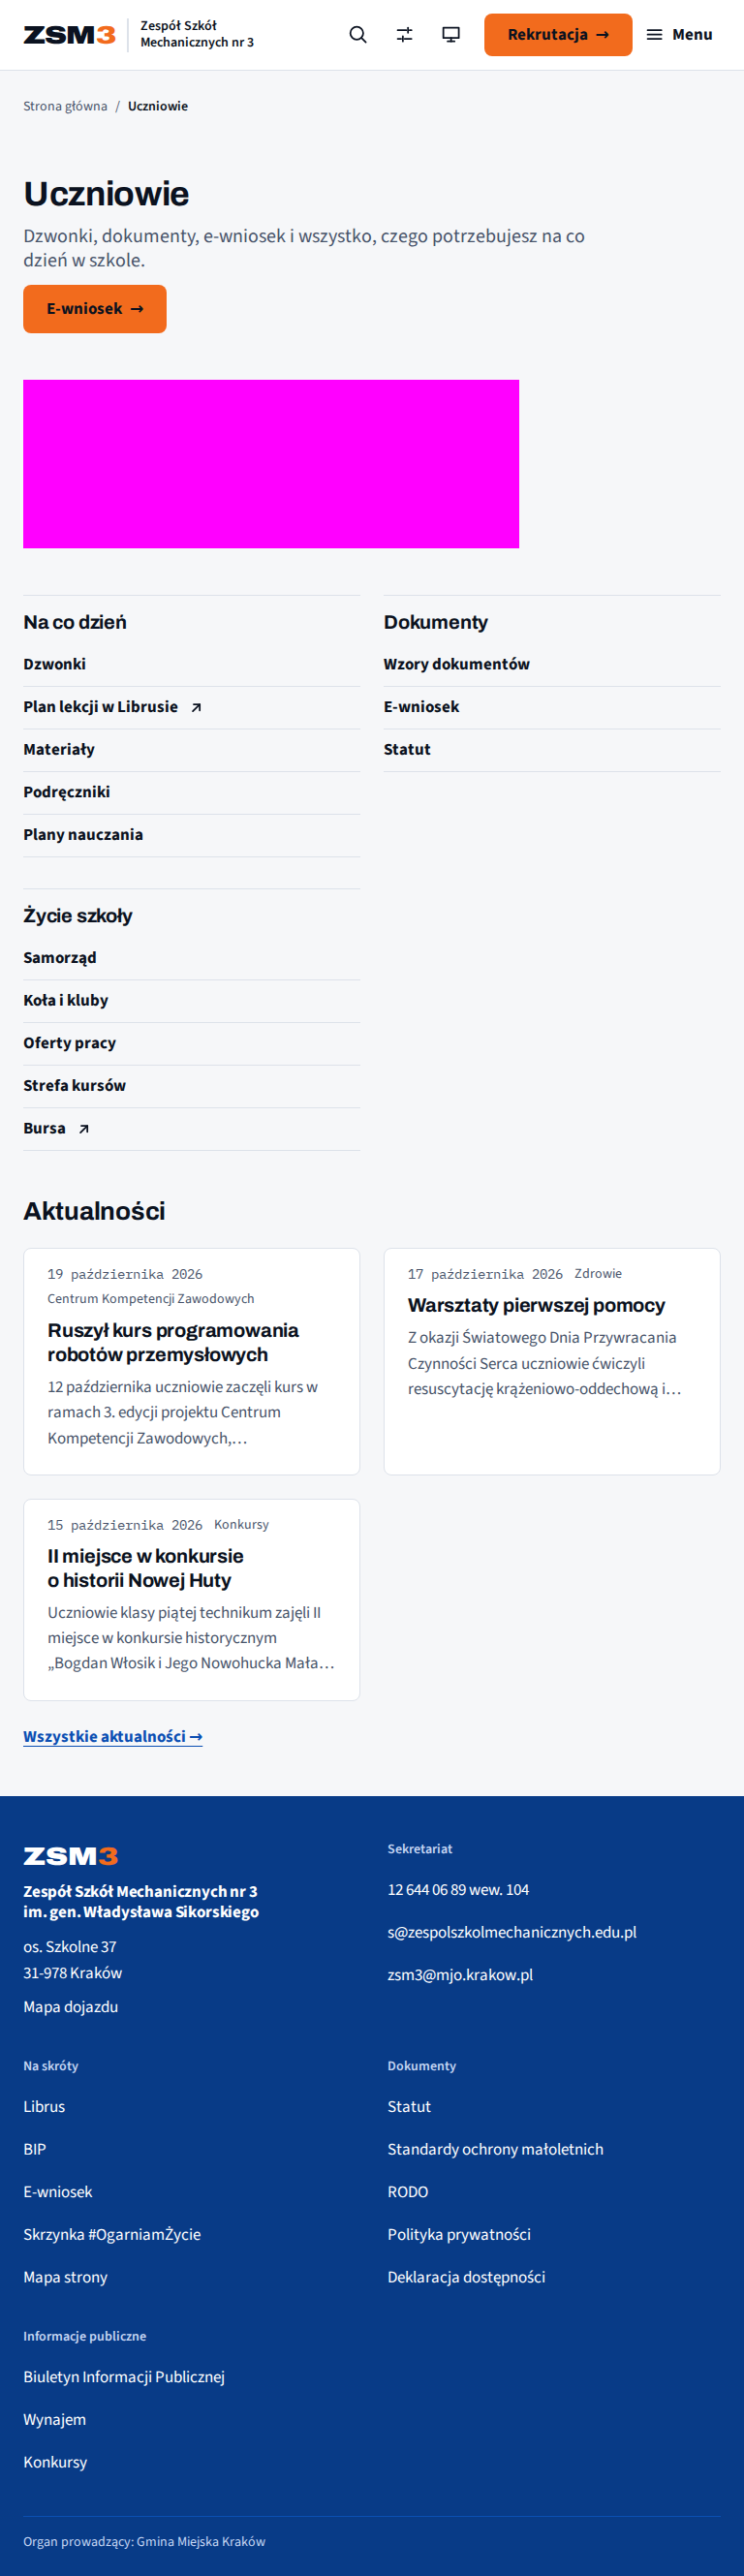 ZSM3
Zespół Szkół
Mechanicznych nr 3
Rekrutacja →
Menu
Strona główna / Uczniowie
Uczniowie
Dzwonki, dokumenty, e-wniosek i wszystko, czego potrzebujesz na co
dzień w szkole.
E-wniosek →
Na co dzień
Dzwonki
Plan lekcji w Librusie
Materiały
Podręczniki
Plany nauczania
Dokumenty
Wzory dokumentów
E-wniosek
Statut
Życie szkoły
Samorząd
Koła i kluby
Oferty pracy
Strefa kursów
Bursa
Aktualności
19 października 2026
Centrum Kompetencji Zawodowych
Ruszył kurs programowania
robotów przemysłowych
12 października uczniowie zaczęli kurs w
ramach 3. edycji projektu Centrum
Kompetencji Zawodowych,…
17 października 2026 Zdrowie
Warsztaty pierwszej pomocy
Z okazji Światowego Dnia Przywracania
Czynności Serca uczniowie ćwiczyli
resuscytację krążeniowo-oddechową i…
15 października 2026 Konkursy
II miejsce w konkursie
o historii Nowej Huty
Uczniowie klasy piątej technikum zajęli II
miejsce w konkursie historycznym
„Bogdan Włosik i Jego Nowohucka Mała…
Wszystkie aktualności →
ZSM3
Zespół Szkół Mechanicznych nr 3
im. gen. Władysława Sikorskiego
os. Szkolne 37
31-978 Kraków
Mapa dojazdu
Sekretariat
12 644 06 89 wew. 104
s@zespolszkolmechanicznych.edu.pl
zsm3@mjo.krakow.pl
Na skróty
Librus
BIP
E-wniosek
Skrzynka #OgarniamŻycie
Mapa strony
Dokumenty
Statut
Standardy ochrony małoletnich
RODO
Polityka prywatności
Deklaracja dostępności
Informacje publiczne
Biuletyn Informacji Publicznej
Wynajem
Konkursy
Organ prowadzący: Gmina Miejska Kraków